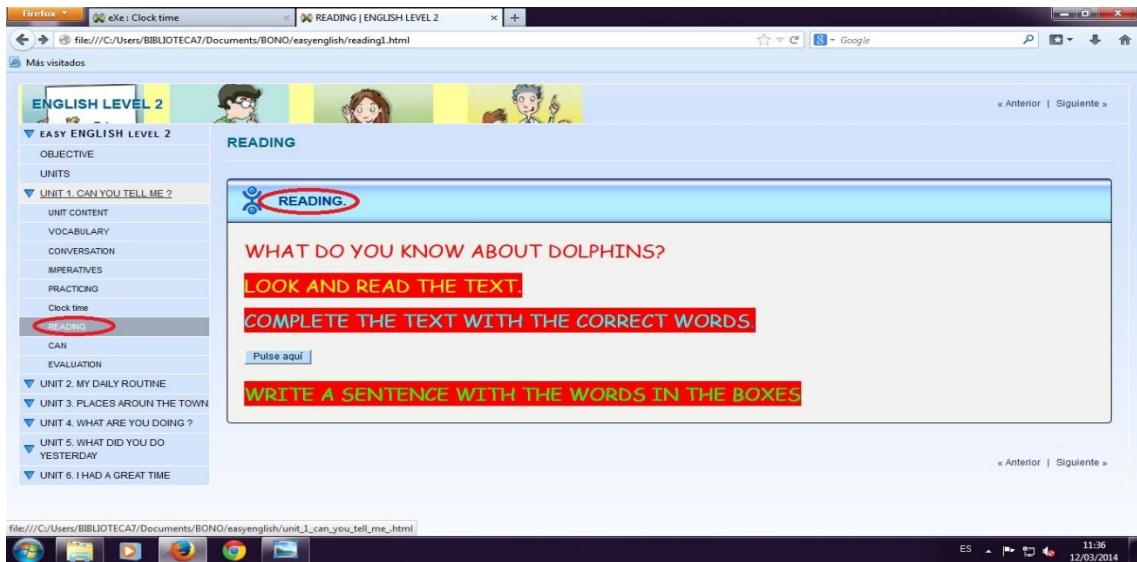 Firefox
eXe : Clock time
READING | ENGLISH LEVEL 2
file:///C:/Users/BIBLIOTECA7/Documents/BONO/easyenglish/reading1.html
Google
Más visitados
ENGLISH LEVEL 2
« Anterior | Siguiente »
EASY ENGLISH LEVEL 2
OBJECTIVE
UNITS
UNIT 1. CAN YOU TELL ME ?
UNIT CONTENT
VOCABULARY
CONVERSATION
IMPERATIVES
PRACTICING
Clock time
READING
CAN
EVALUATION
UNIT 2. MY DAILY ROUTINE
UNIT 3. PLACES AROUN THE TOWN
UNIT 4. WHAT ARE YOU DOING ?
UNIT 5. WHAT DID YOU DO
YESTERDAY
UNIT 6. I HAD A GREAT TIME
READING
READING.
WHAT DO YOU KNOW ABOUT DOLPHINS?
LOOK AND READ THE TEXT.
COMPLETE THE TEXT WITH THE CORRECT WORDS.
Pulse aquí
WRITE A SENTENCE WITH THE WORDS IN THE BOXES
« Anterior | Siguiente »
file:///C:/Users/BIBLIOTECA7/Documents/BONO/easyenglish/unit_1_can_you_tell_me_.html
ES
11:36
12/03/2014